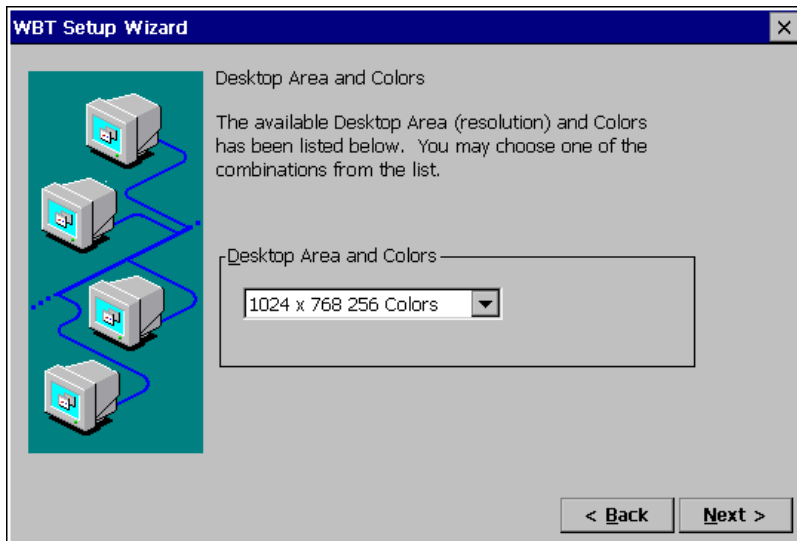 WBT Setup Wizard
Desktop Area and Colors
The available Desktop Area (resolution) and Colors
has been listed below. You may choose one of the
combinations from the list.
Desktop Area and Colors
1024 x 768 256 Colors
< Back
Next >